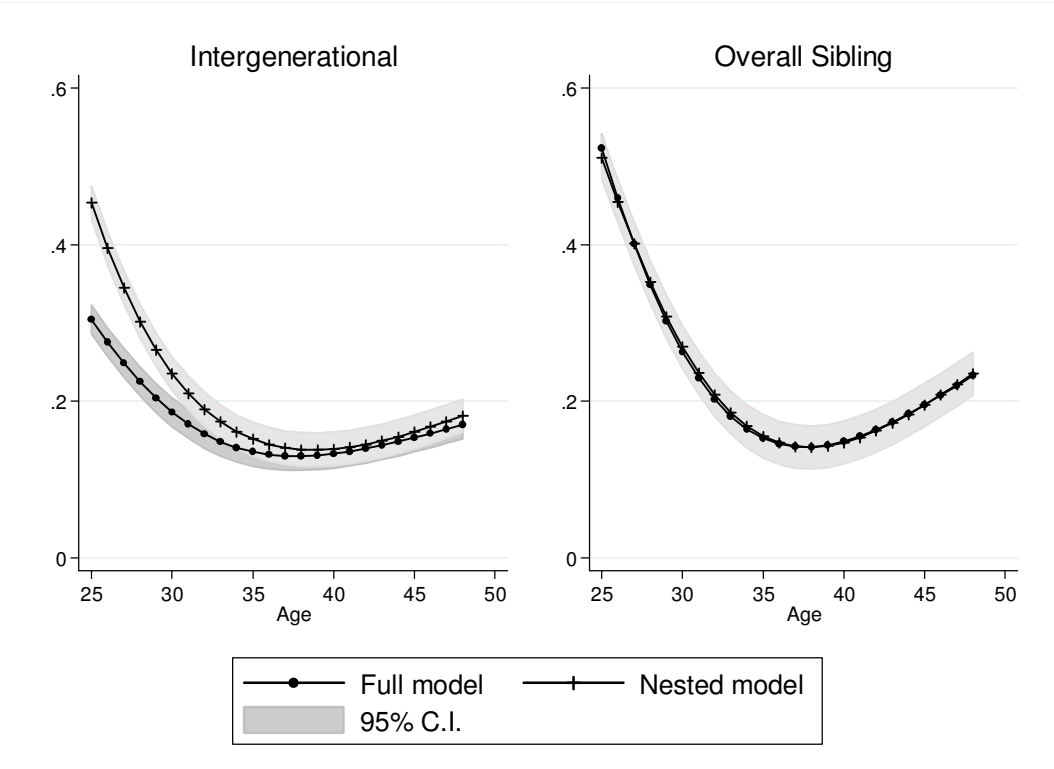 Intergenerational
Overall Sibling
.6
.4
.2
0
25 30 35 40 45 50
Age
.6
.4
.2
0
25 30 35 40 45 50
Age
Full model
Nested model
95% C.I.